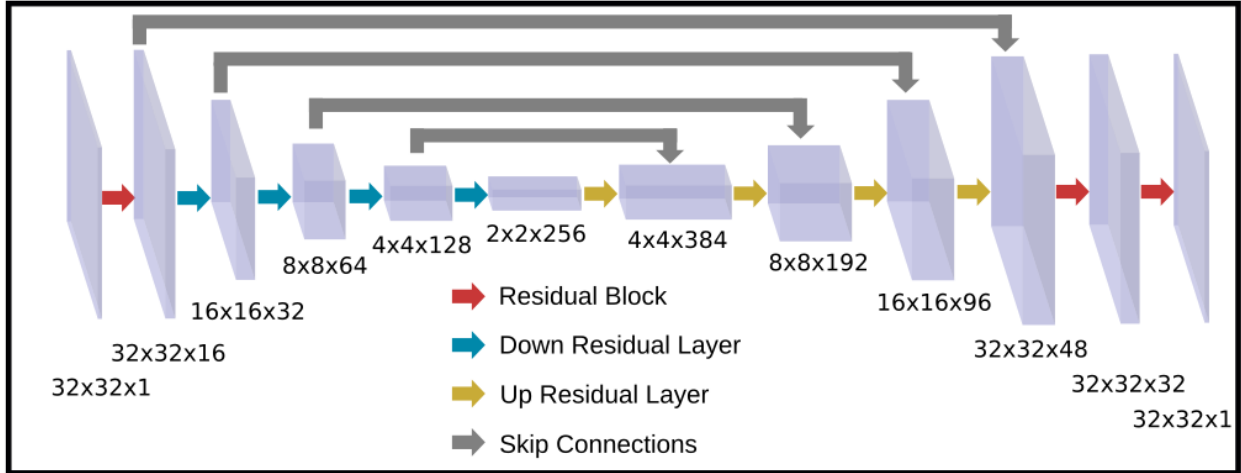 32x32x1
32x32x16
16x16x32
8x8x64
4x4x128
2x2x256
4x4x384
8x8x192
16x16x96
32x32x48
32x32x32
32x32x1
Residual Block
Down Residual Layer
Up Residual Layer
Skip Connections